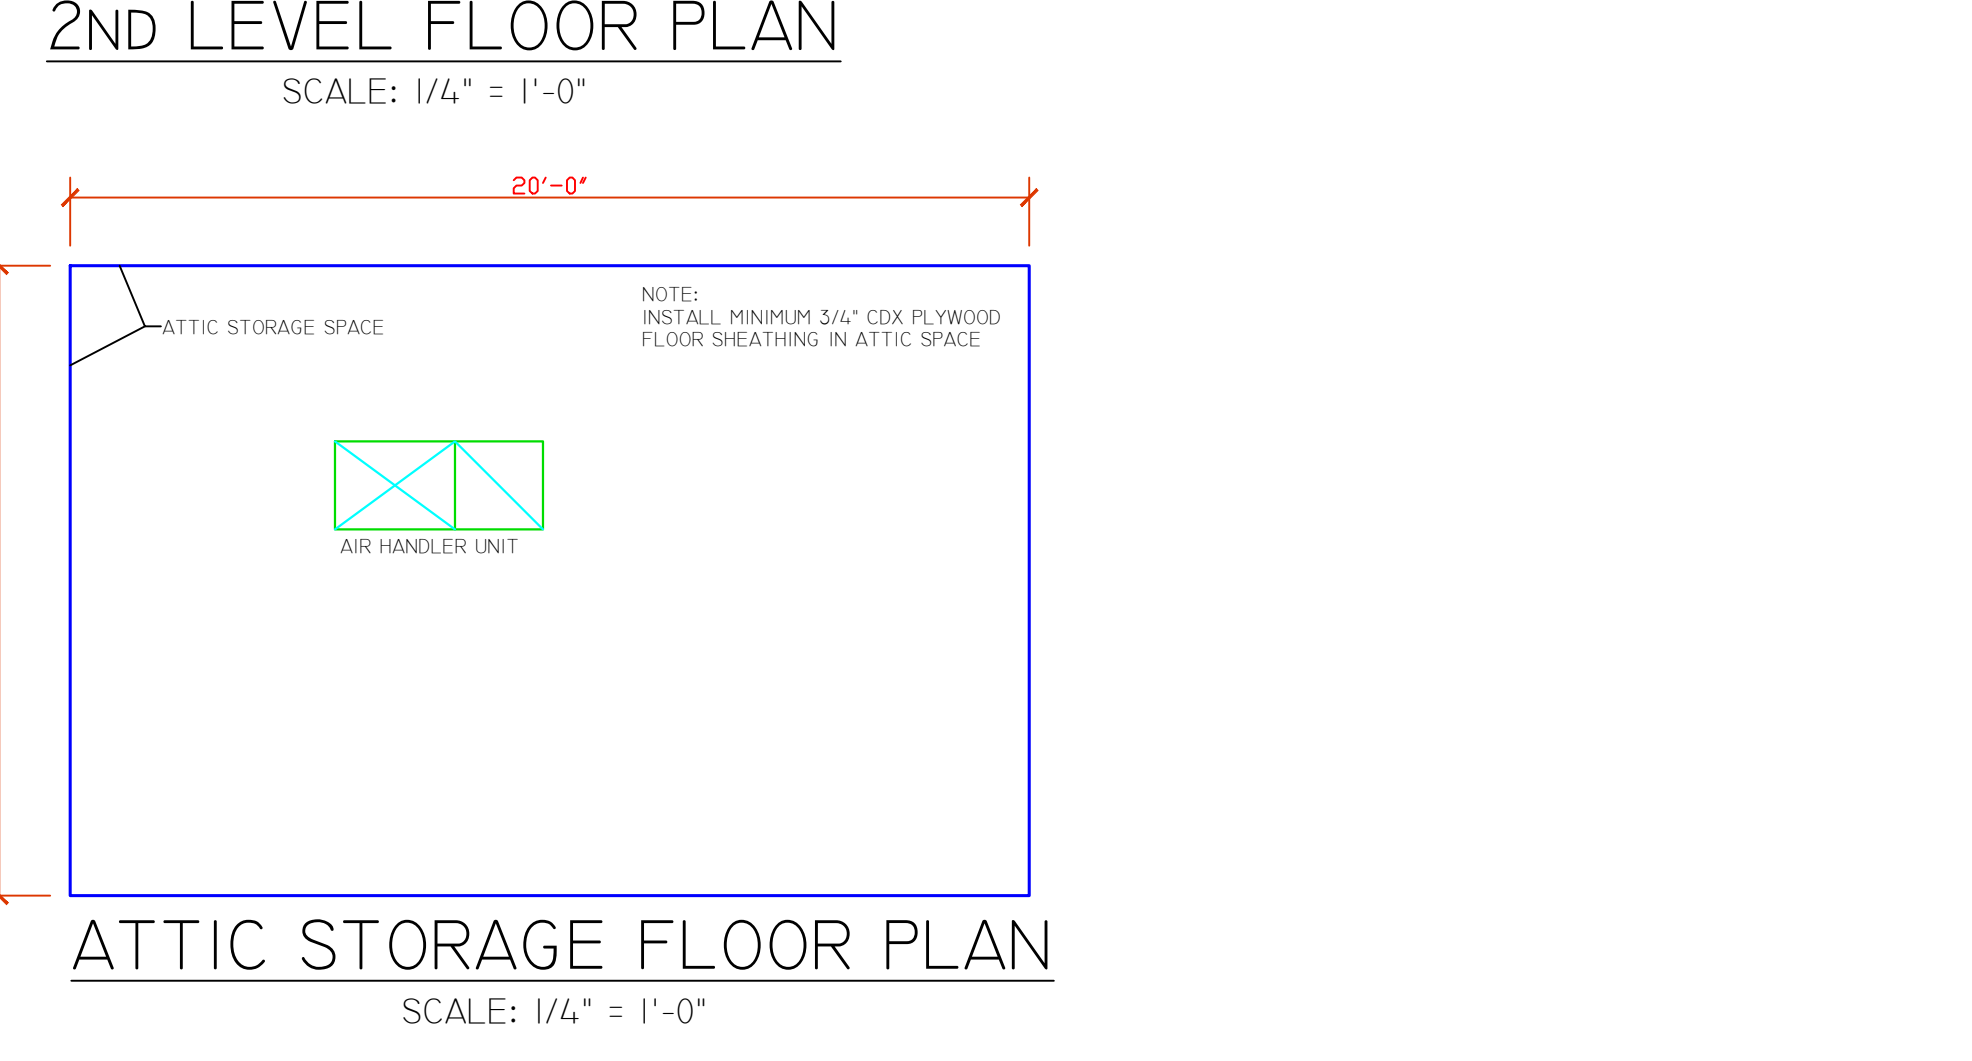 2ND LEVEL FLOOR PLAN
SCALE: 1/4" = 1'-0"
20'-0"
NOTE:
INSTALL MINIMUM 3/4" CDX PLYWOOD
FLOOR SHEATHING IN ATTIC SPACE
ATTIC STORAGE SPACE
AIR HANDLER UNIT
ATTIC STORAGE FLOOR PLAN
SCALE: 1/4" = 1'-0"